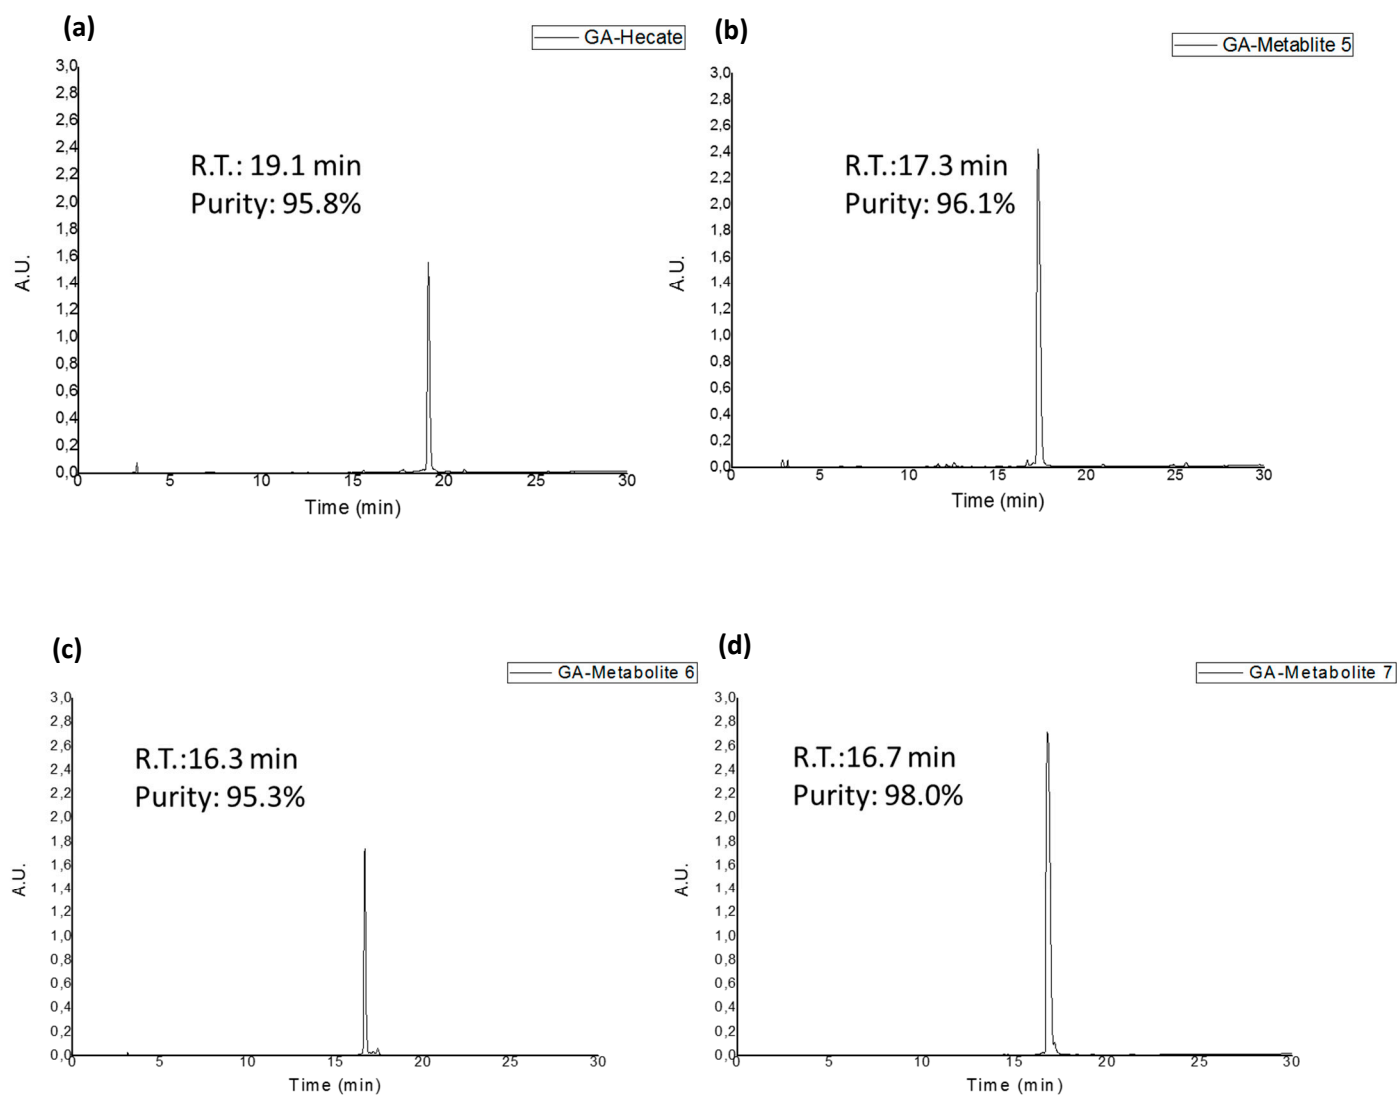 (a)
GA-Hecate
3,0
2,8
2,6
2,4
2,2
2,0
1,8
1,6
1,4
1,2
1,0
0,8
0,6
0,4
0,2
0,0
A.U.
R.T.: 19.1 min
Purity: 95.8%
0 5 10 15 20 25 30
Time (min)
(b)
GA-Metablite 5
3,0
2,8
2,6
2,4
2,2
2,0
1,8
1,6
1,4
1,2
1,0
0,8
0,6
0,4
0,2
0,0
A.U.
R.T.:17.3 min
Purity: 96.1%
0 5 10 15 20 25 30
Time (min)
(c)
GA-Metabolite 6
3,0
2,8
2,6
2,4
2,2
2,0
1,8
1,6
1,4
1,2
1,0
0,8
0,6
0,4
0,2
0,0
A.U.
R.T.:16.3 min
Purity: 95.3%
0 5 10 15 20 25 30
Time (min)
(d)
GA-Metabolite 7
3,0
2,8
2,6
2,4
2,2
2,0
1,8
1,6
1,4
1,2
1,0
0,8
0,6
0,4
0,2
0,0
A.U.
R.T.:16.7 min
Purity: 98.0%
0 5 10 15 20 25 30
Time (min)